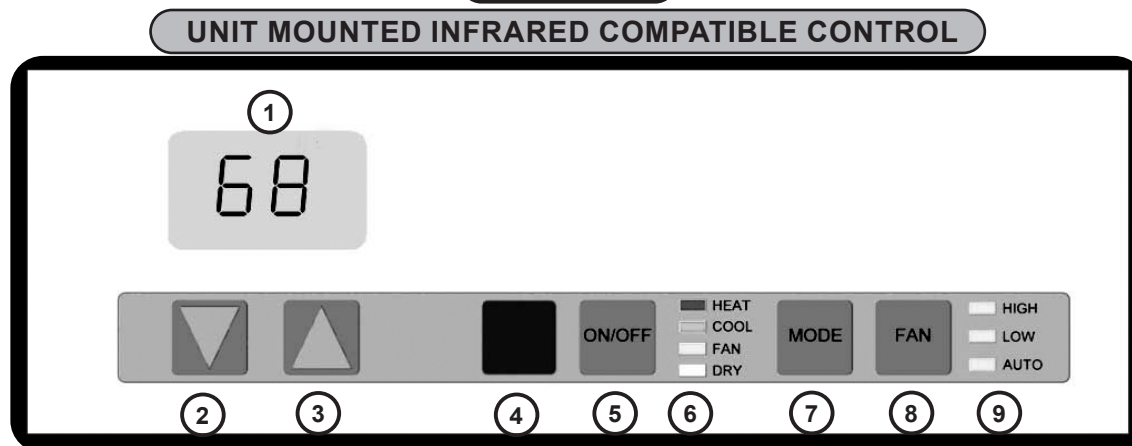 UNIT MOUNTED INFRARED COMPATIBLE CONTROL
1
68
ON/OFF
HEAT
COOL
FAN
DRY
MODE
FAN
HIGH
LOW
AUTO
2
3
4
5
6
7
8
9